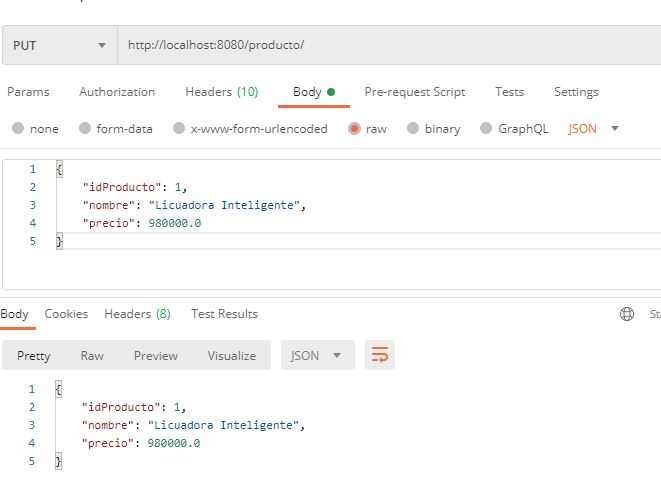 PUT http://localhost:8080/producto/
Params Authorization Headers (10) Body Pre-request Script Tests Settings
none form-data x-www-form-urlencoded raw binary GraphQL JSON
1 {
2 "idProducto": 1,
3 "nombre": "Licuadora Inteligente",
4 "precio": 980000.0
5 }
Body Cookies Headers (8) Test Results
Pretty Raw Preview Visualize JSON
1 {
2 "idProducto": 1,
3 "nombre": "Licuadora Inteligente",
4 "precio": 980000.0
5 }